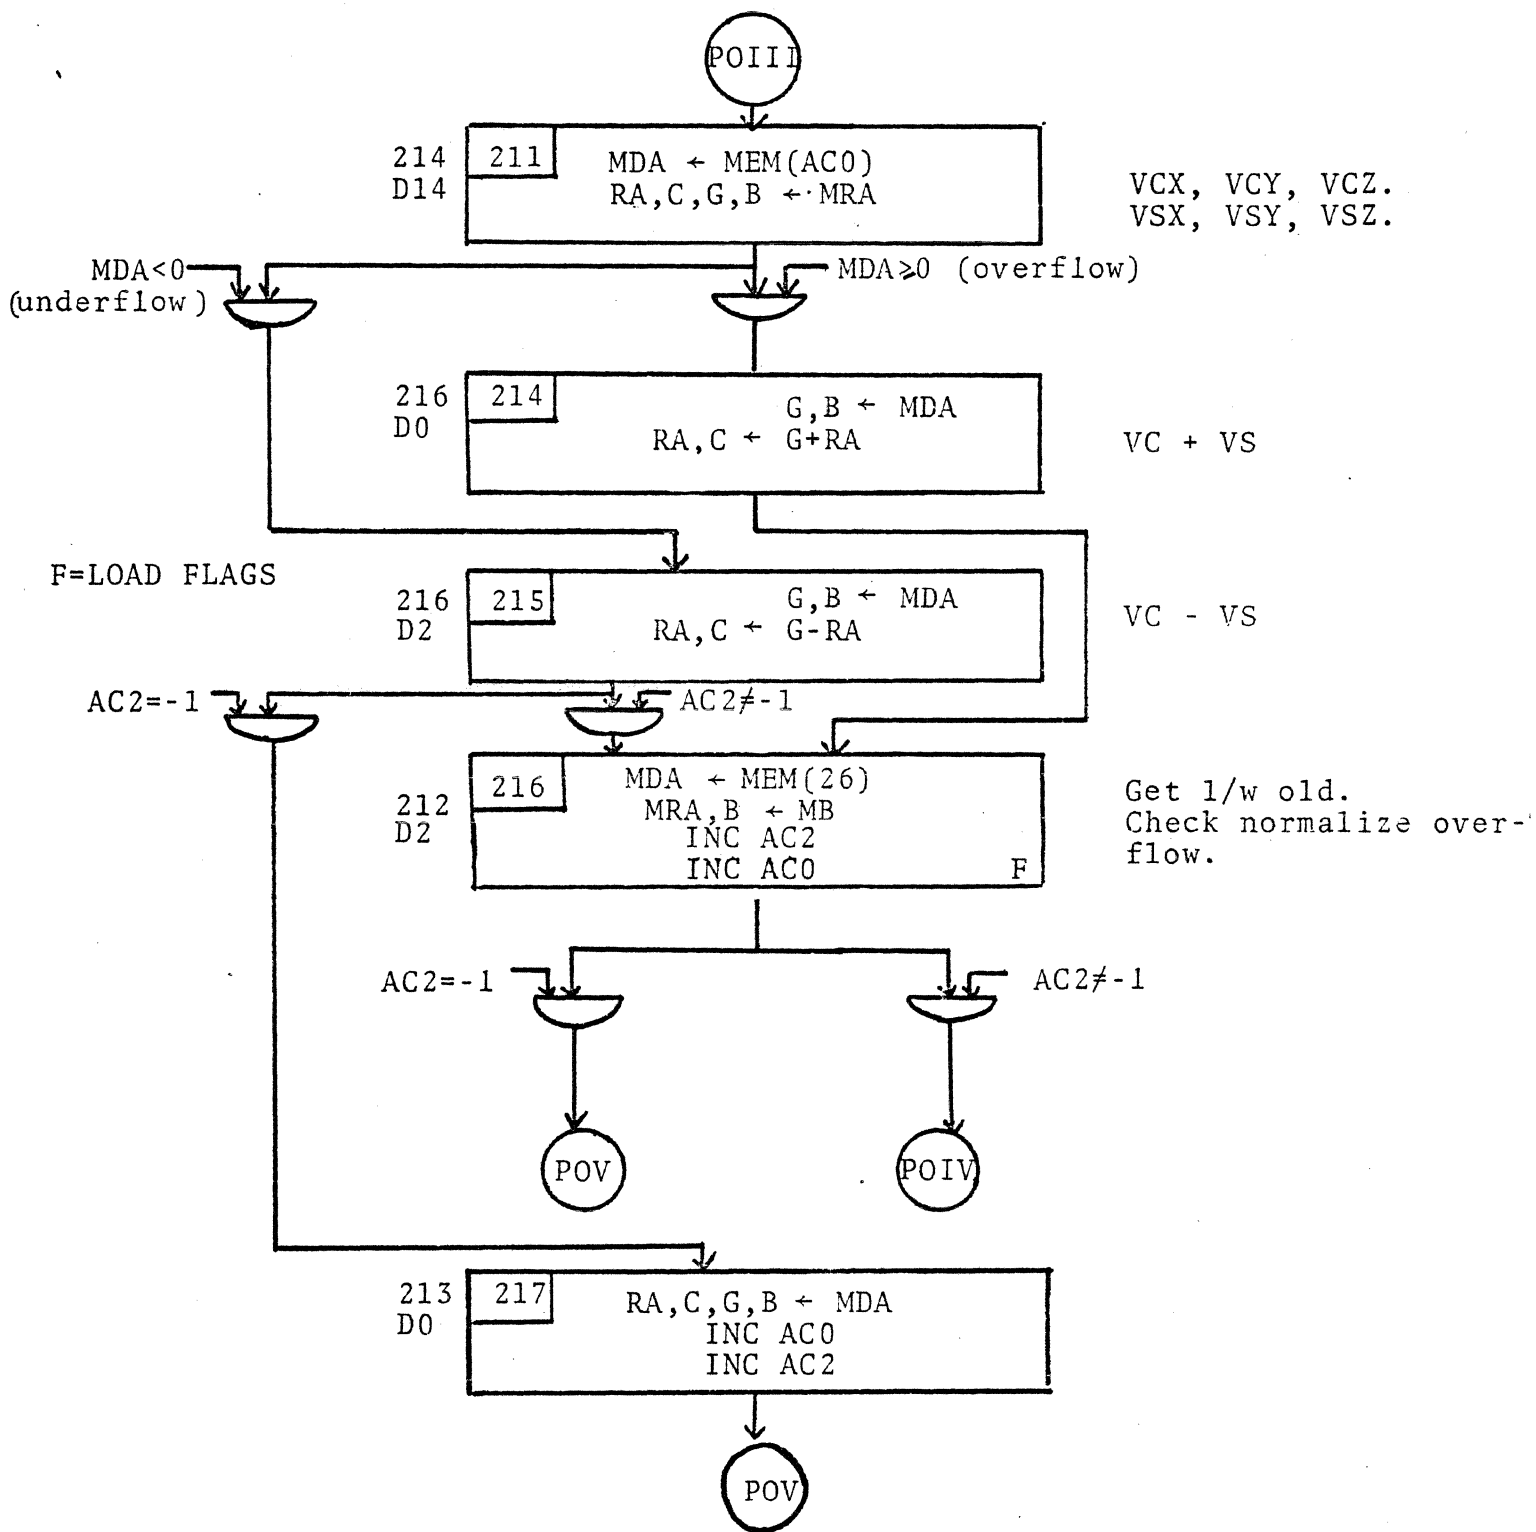 POIII
214 211 MDA ← MEM(AC0)
D14 RA,C,G,B ← MRA
VCX, VCY, VCZ.
VSX, VSY, VSZ.
MDA<0
(underflow)
MDA≥0 (overflow)
216 214 G,B ← MDA
D0 RA,C ← G+RA
VC + VS
F=LOAD FLAGS
216 215 G,B ← MDA
D2 RA,C ← G-RA
VC - VS
AC2=-1
AC2≠-1
216 MDA ← MEM(26)
212 MRA,B ← MB
D2 INC AC2
INC AC0 F
Get 1/w old.
Check normalize over-
flow.
AC2=-1
AC2≠-1
POV
POIV
213 217 RA,C,G,B ← MDA
D0 INC AC0
INC AC2
POV